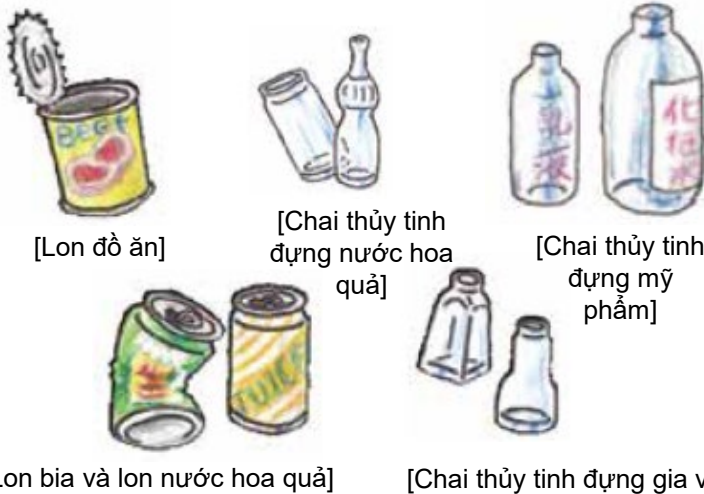 BEEF
乳液
化粧水
[Lon đồ ăn]
[Chai thủy tinh
đựng nước hoa
quả]
[Chai thủy tinh
đựng mỹ
phẩm]
JUICE
Lon bia và lon nước hoa quả]
[Chai thủy tinh đựng gia v